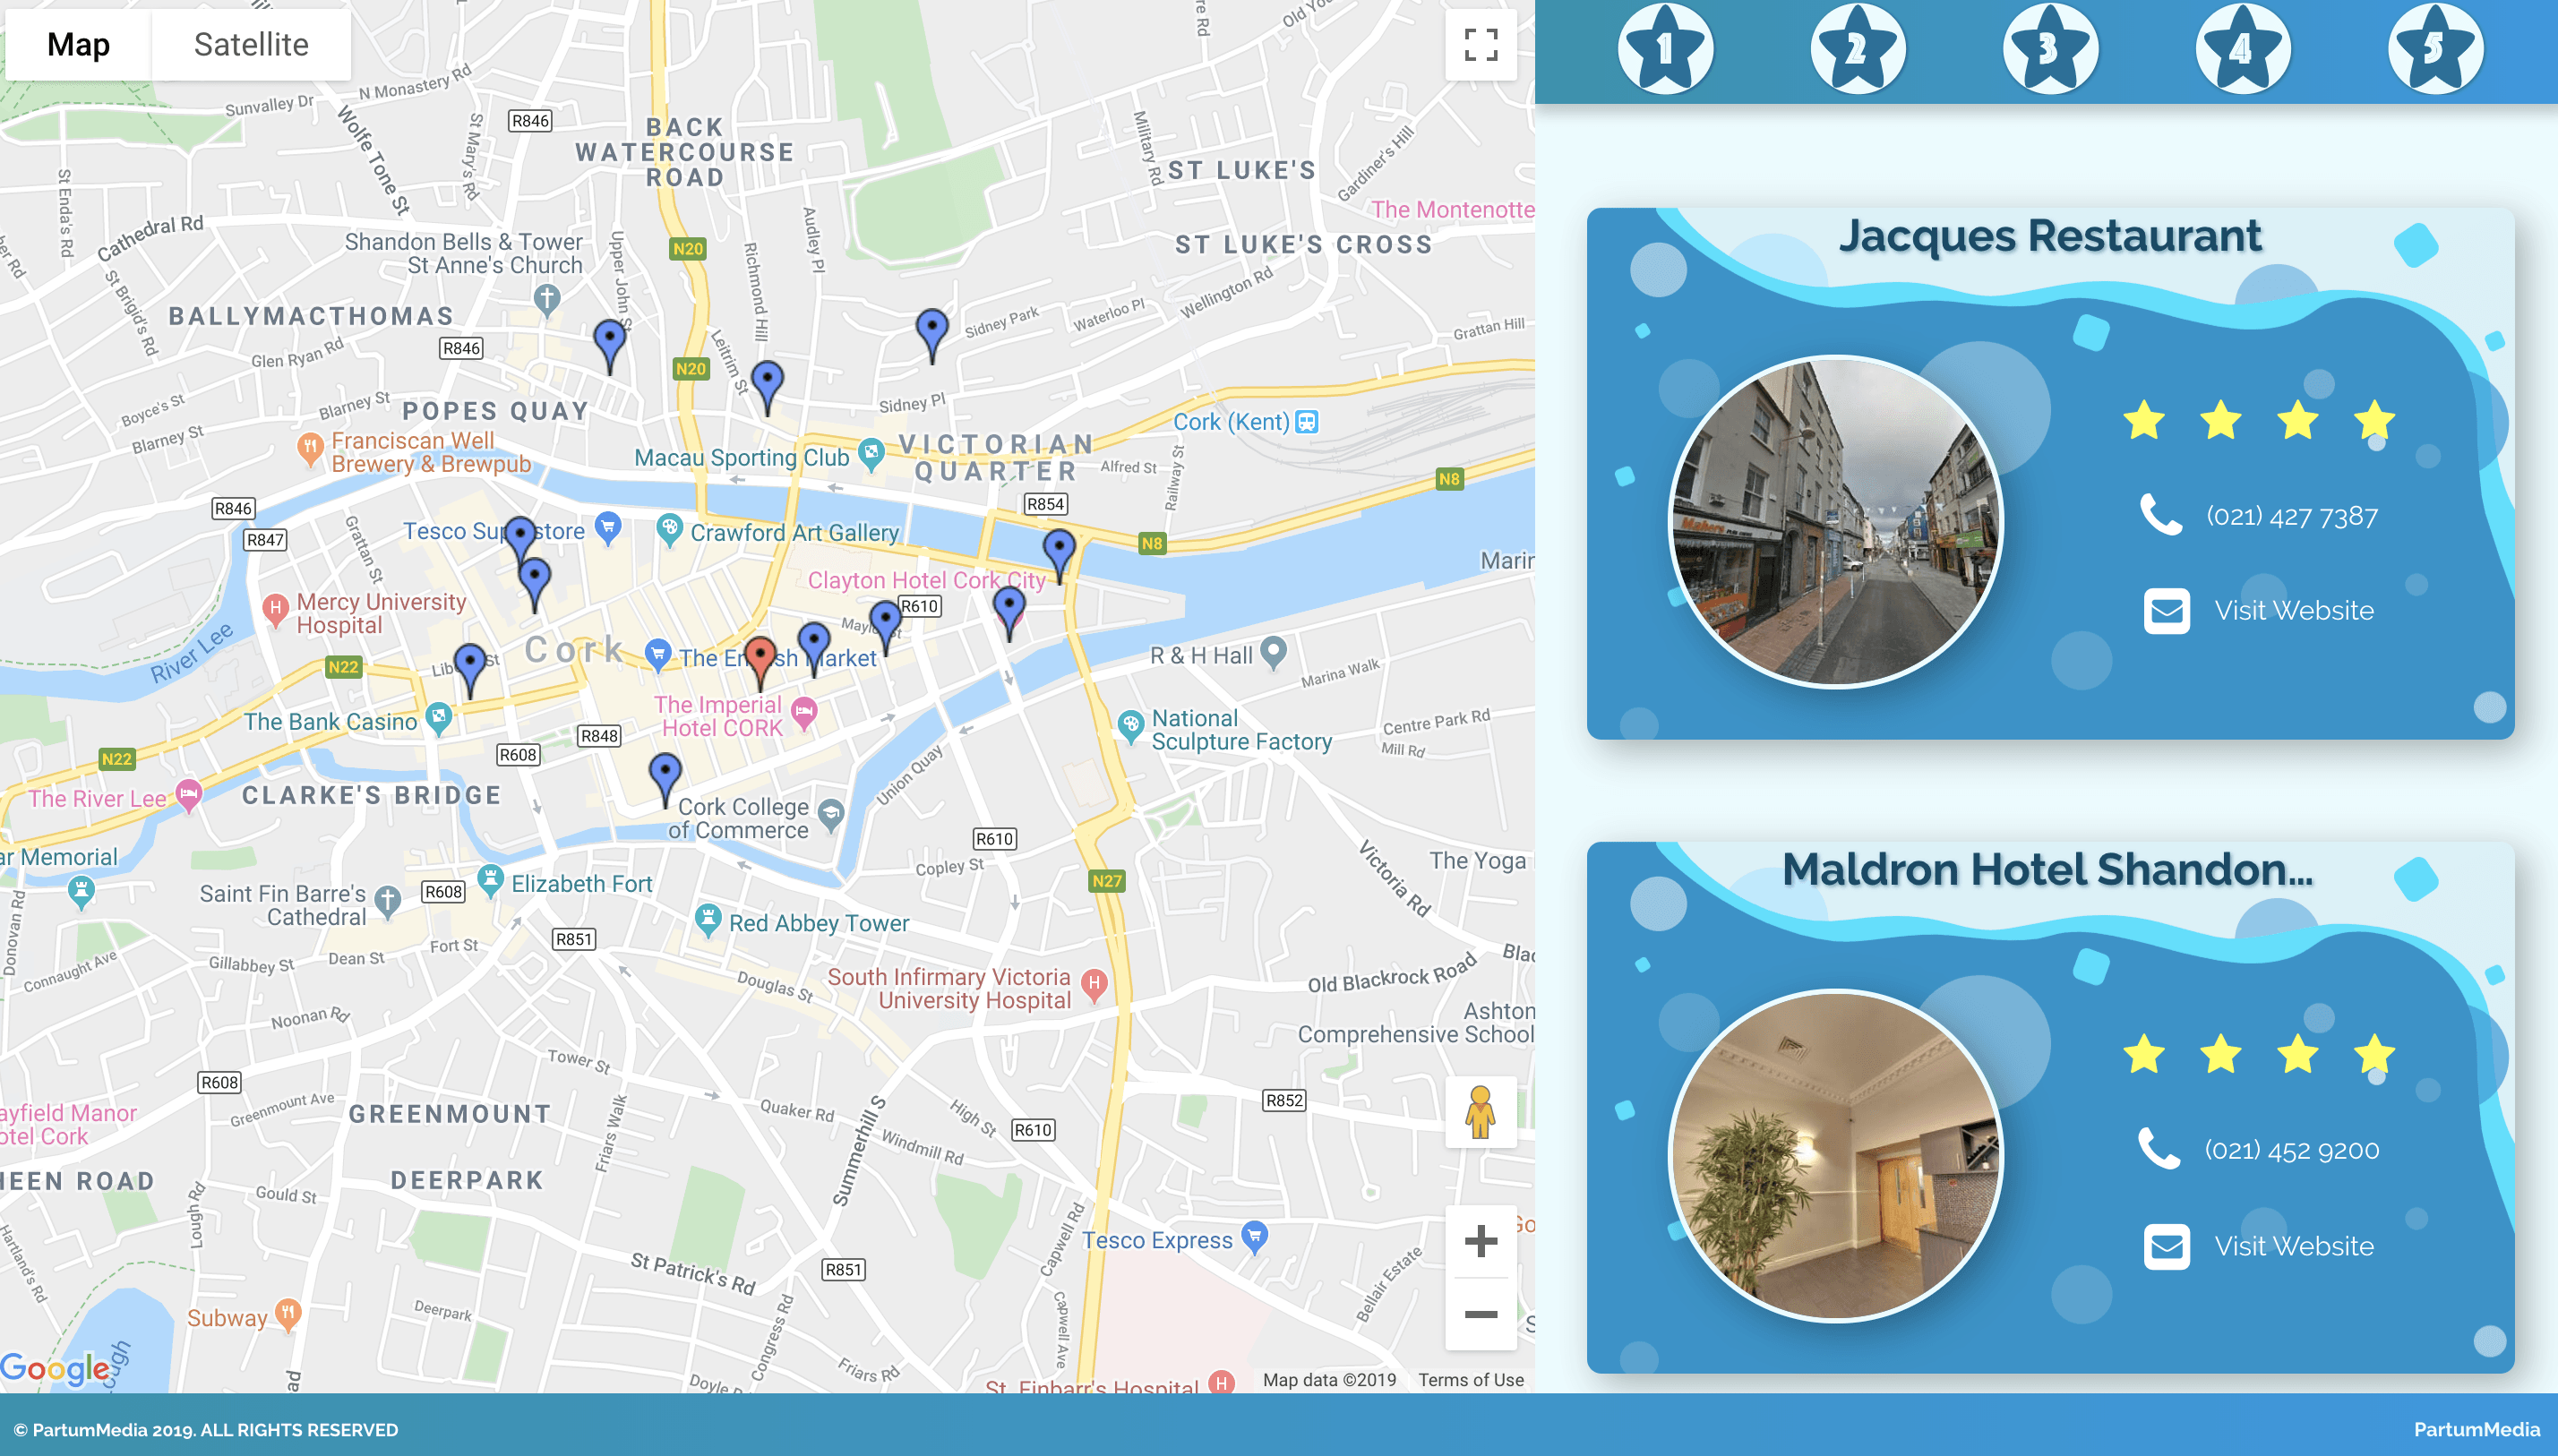 Map
Satellite
Sunvalley Dr
N Monastery Rd
Wolfe Tone St
St Mary's Rd
R846
BACK
WATERCOURSE
ROAD
Old You
re Rd
Military Rd
ST LUKE'S
Gardiner's Hill
The Montenotte
ST LUKE'S CROSS
St Enda's Rd
Cathedral Rd
her Rd
St Brigid's Rd
Shandon Bells & Tower
St Anne's Church
Upper John St
N20
Richmond Hill
Audley Pl
Wellington Rd
BALLYMACTHOMAS
R846
Glen Ryan Rd
Sidney Park
Waterloo Pl
Grattan Hill
N20
Leitrim St
Boyce's St
Blarney St
Blarney St
POPES QUAY
Sidney Pl
Cork (Kent)
Franciscan Well
Brewery & Brewpub
Macau Sporting Club
VICTORIAN
QUARTER
Alfred St
Railway St
N8
R846
R847
Grattan St
R854
Crawford Art Gallery
N8
Marin
Clayton Hotel Cork City
R610
Mercy University
Hospital
River Lee
Cork
N22
R & H Hall
Marina Walk
The Imperial
Hotel CORK
The Bank Casino
R848
R608
National
Sculpture Factory
Centre Park Rd
Mill Rd
N22
The River Lee
CLARKE'S BRIDGE
Cork College
of Commerce
Union Quay
R610
ar Memorial
Copley St
Victoria Rd
The Yoga
Saint Fin Barre's
Cathedral
R608
Elizabeth Fort
N27
Red Abbey Tower
Donovan Rd
R851
Fort St
Dean St
Gillabbey St
Connaught Ave
Douglas St
South Infirmary Victoria
University Hospital
Old Blackrock Road
Blac
Ashton
Comprehensive School
Noonan Rd
Tower St
R608
Greenmount Ave
GREENMOUNT
Friars Walk
Quaker Rd
Summerhill S
High St
Windmill Rd
R610
R852
ayfield Manor
otel Cork
HEEN ROAD
DEERPARK
Gould St
Lough Rd
Hartland's Rd
Capwell Rd
Tesco Express
Go
St Patrick's Rd
R851
Bellair Estate
Deerpark
Subway
Congress Rd
Capwell Ave
S
Google
ough
ad
Doyle
Friars Rd
St. Finbarr's Hospital
Map data ©2019
Terms of Use
1
2
3
4
5
Jacques Restaurant
(021) 427 7387
Visit Website
Maldron Hotel Shandon...
(021) 452 9200
Visit Website
© PartumMedia 2019. ALL RIGHTS RESERVED
PartumMedia